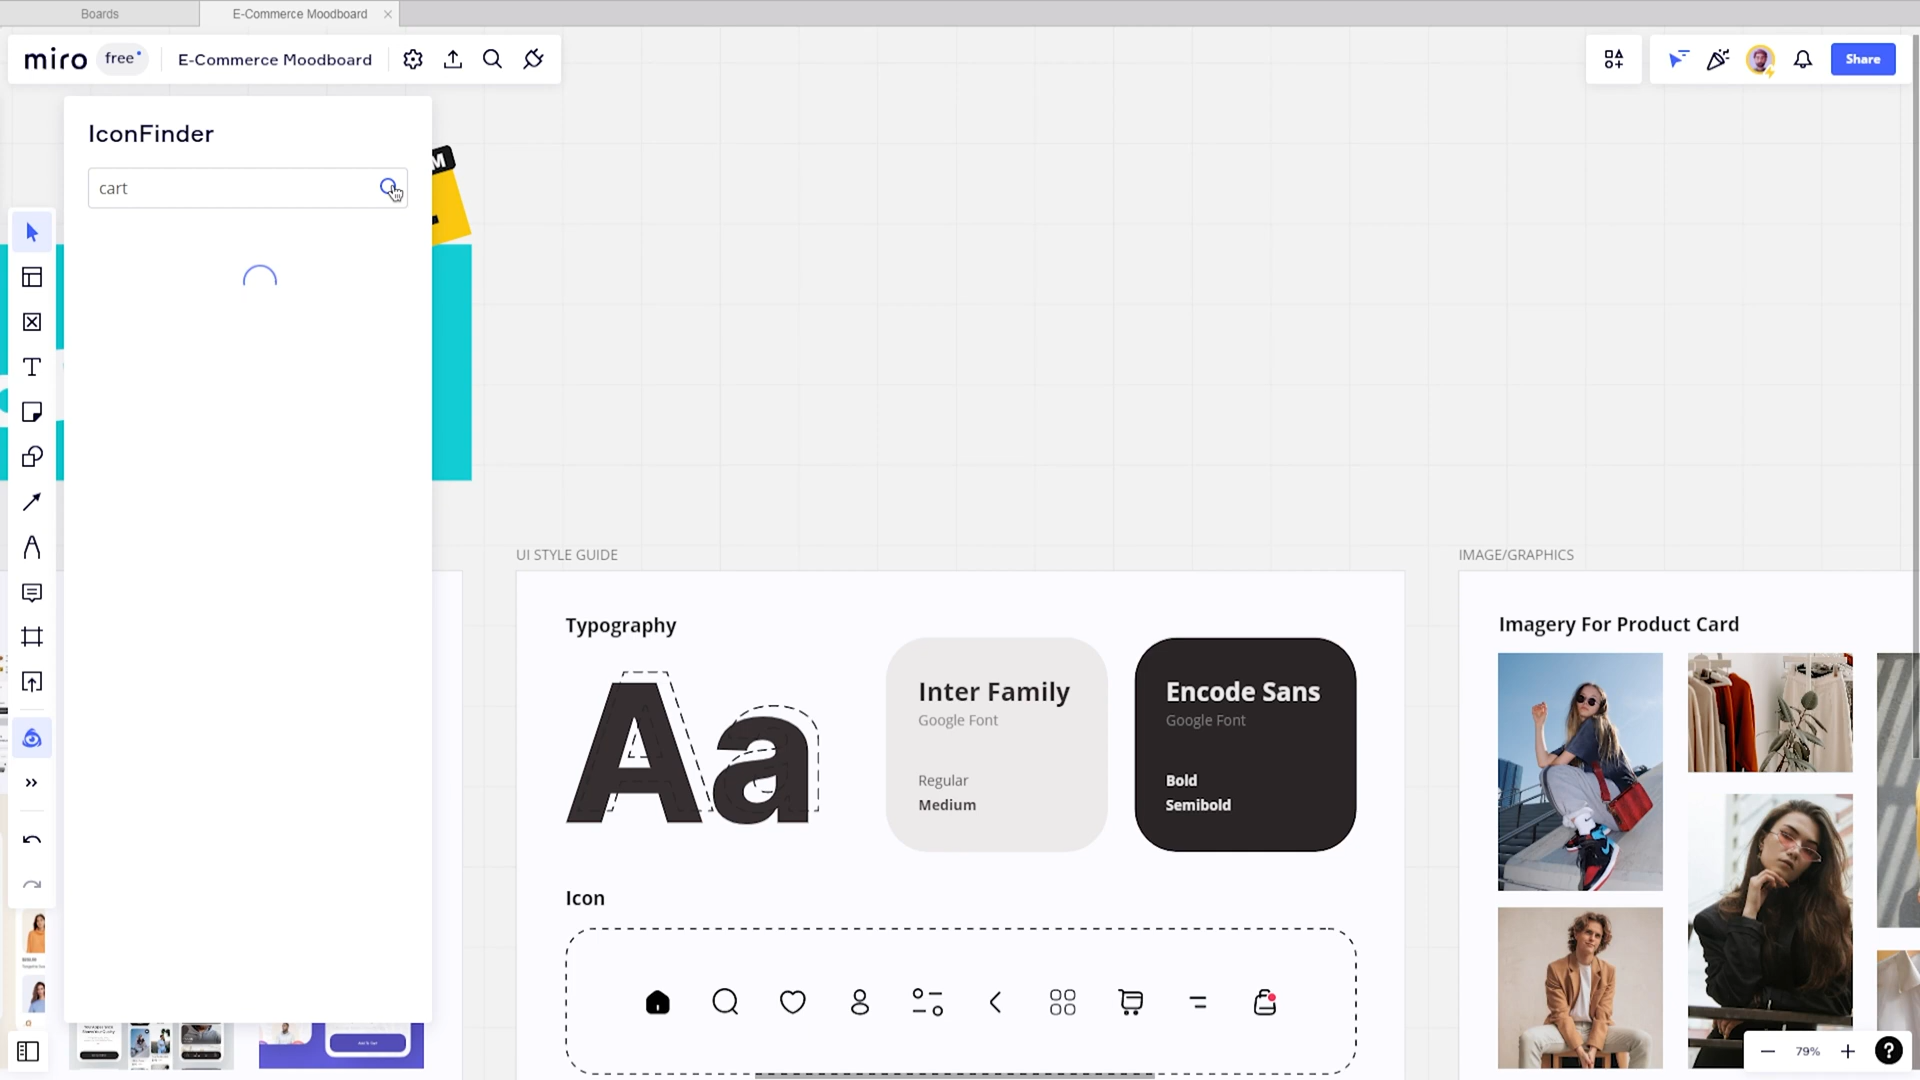 Boards
E-Commerce Moodboard
miro
free
E-Commerce Moodboard
Share
IconFinder
cart
M
UI STYLE GUIDE
IMAGE/GRAPHICS
Typography
Aa
Inter Family
Google Font
Regular
Medium
Encode Sans
Google Font
Bold
Semibold
Imagery For Product Card
Icon
79%
?